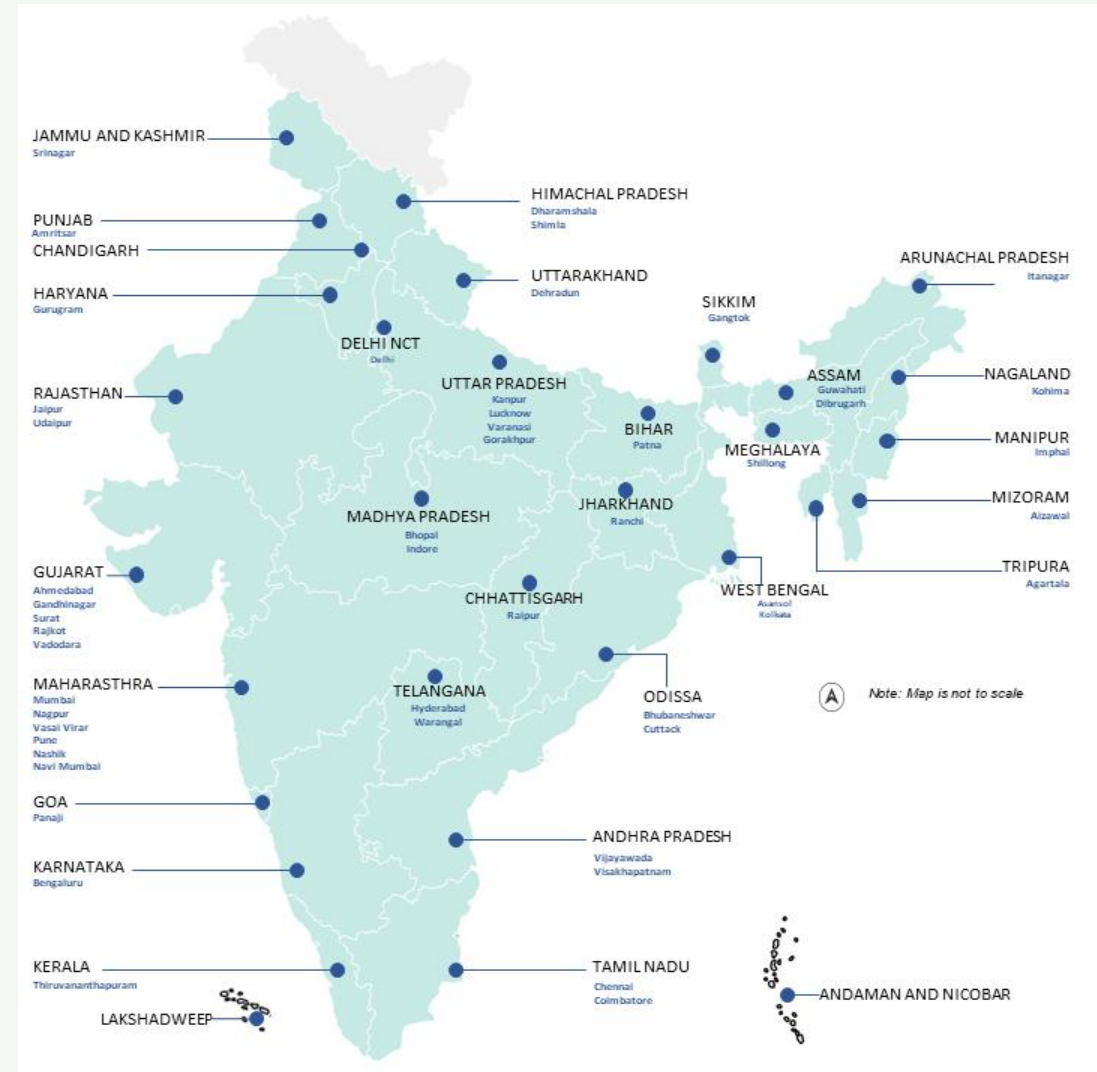 JAMMU AND KASHMIR
Srinagar
HIMACHAL PRADESH
Dharamshala
Shimla
PUNJAB
Amritsar
CHANDIGARH
ARUNACHAL PRADESH
Itanagar
UTTARAKHAND
Dehradun
HARYANA
Gurugram
SIKKIM
Gangtok
DELHI NCT
Delhi
ASSAM
Guwahati
Dibrugarh
NAGALAND
Kohima
UTTAR PRADESH
Kanpur
Lucknow
Varanasi
Gorakhpur
RAJASTHAN
Jaipur
Udaipur
BIHAR
Patna
MEGHALAYA
Shillong
MANIPUR
Imphal
JHARKHAND
Ranchi
MIZORAM
Aizawal
MADHYA PRADESH
Bhopal
Indore
TRIPURA
Agartala
GUJARAT
Ahmedabad
Gandhinagar
Surat
Rajkot
Vadodara
WEST BENGAL
Asansol
Kolkata
CHHATTISGARH
Raipur
MAHARASTHRA
Mumbai
Nagpur
Vasai Virar
Pune
Nashik
Navi Mumbai
TELANGANA
Hyderabad
Warangal
ODISSA
Bhubaneshwar
Cuttack
A
Note: Map is not to scale
GOA
Panaji
ANDHRA PRADESH
Vijayawada
Visakhapatnam
KARNATAKA
Bengaluru
KERALA
Thiruvananthapuram
TAMIL NADU
Chennai
Coimbatore
ANDAMAN AND NICOBAR
LAKSHADWEEP